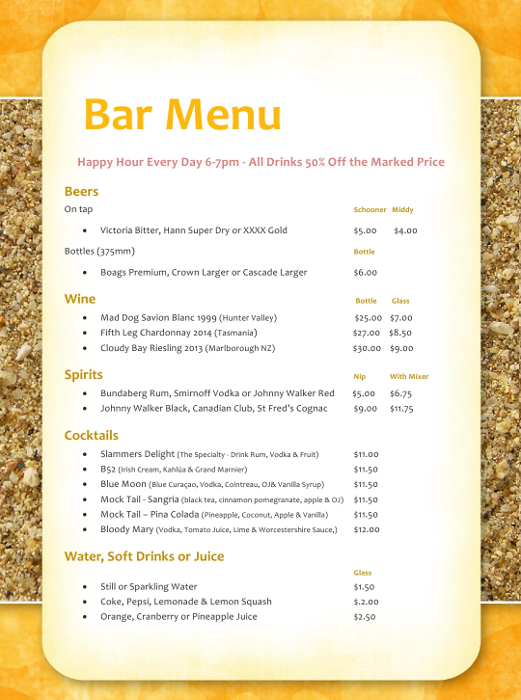 Bar Menu
Happy Hour Every Day 6-7pm - All Drinks 50% Off the Marked Price
Beers
On tap Schooner Middy
• Victoria Bitter, Hann Super Dry or XXXX Gold $5.00 $4.00
Bottles (375mm) Bottle
• Boags Premium, Crown Larger or Cascade Larger $6.00
Wine Bottle Glass
• Mad Dog Savion Blanc 1999 (Hunter Valley) $25.00 $7.00
• Fifth Leg Chardonnay 2014 (Tasmania) $27.00 $8.50
• Cloudy Bay Riesling 2013 (Marlborough NZ) $30.00 $9.00
Spirits Nip With Mixer
• Bundaberg Rum, Smirnoff Vodka or Johnny Walker Red $5.00 $6.75
• Johnny Walker Black, Canadian Club, St Fred's Cognac $9.00 $11.75
Cocktails
• Slammers Delight (The Specialty - Drink Rum, Vodka & Fruit) $11.00
• B52 (Irish Cream, Kahlúa & Grand Marnier) $11.50
• Blue Moon (Blue Curaçao, Vodka, Cointreau, OJ& Vanilla Syrup) $11.50
• Mock Tail - Sangria (black tea, cinnamon pomegranate, apple & OJ) $11.50
• Mock Tail – Pina Colada (Pineapple, Coconut, Apple & Vanilla) $11.50
• Bloody Mary (Vodka, Tomato Juice, Lime & Worcestershire Sauce,) $12.00
Water, Soft Drinks or Juice
Glass
• Still or Sparkling Water $1.50
• Coke, Pepsi, Lemonade & Lemon Squash $.2.00
• Orange, Cranberry or Pineapple Juice $2.50